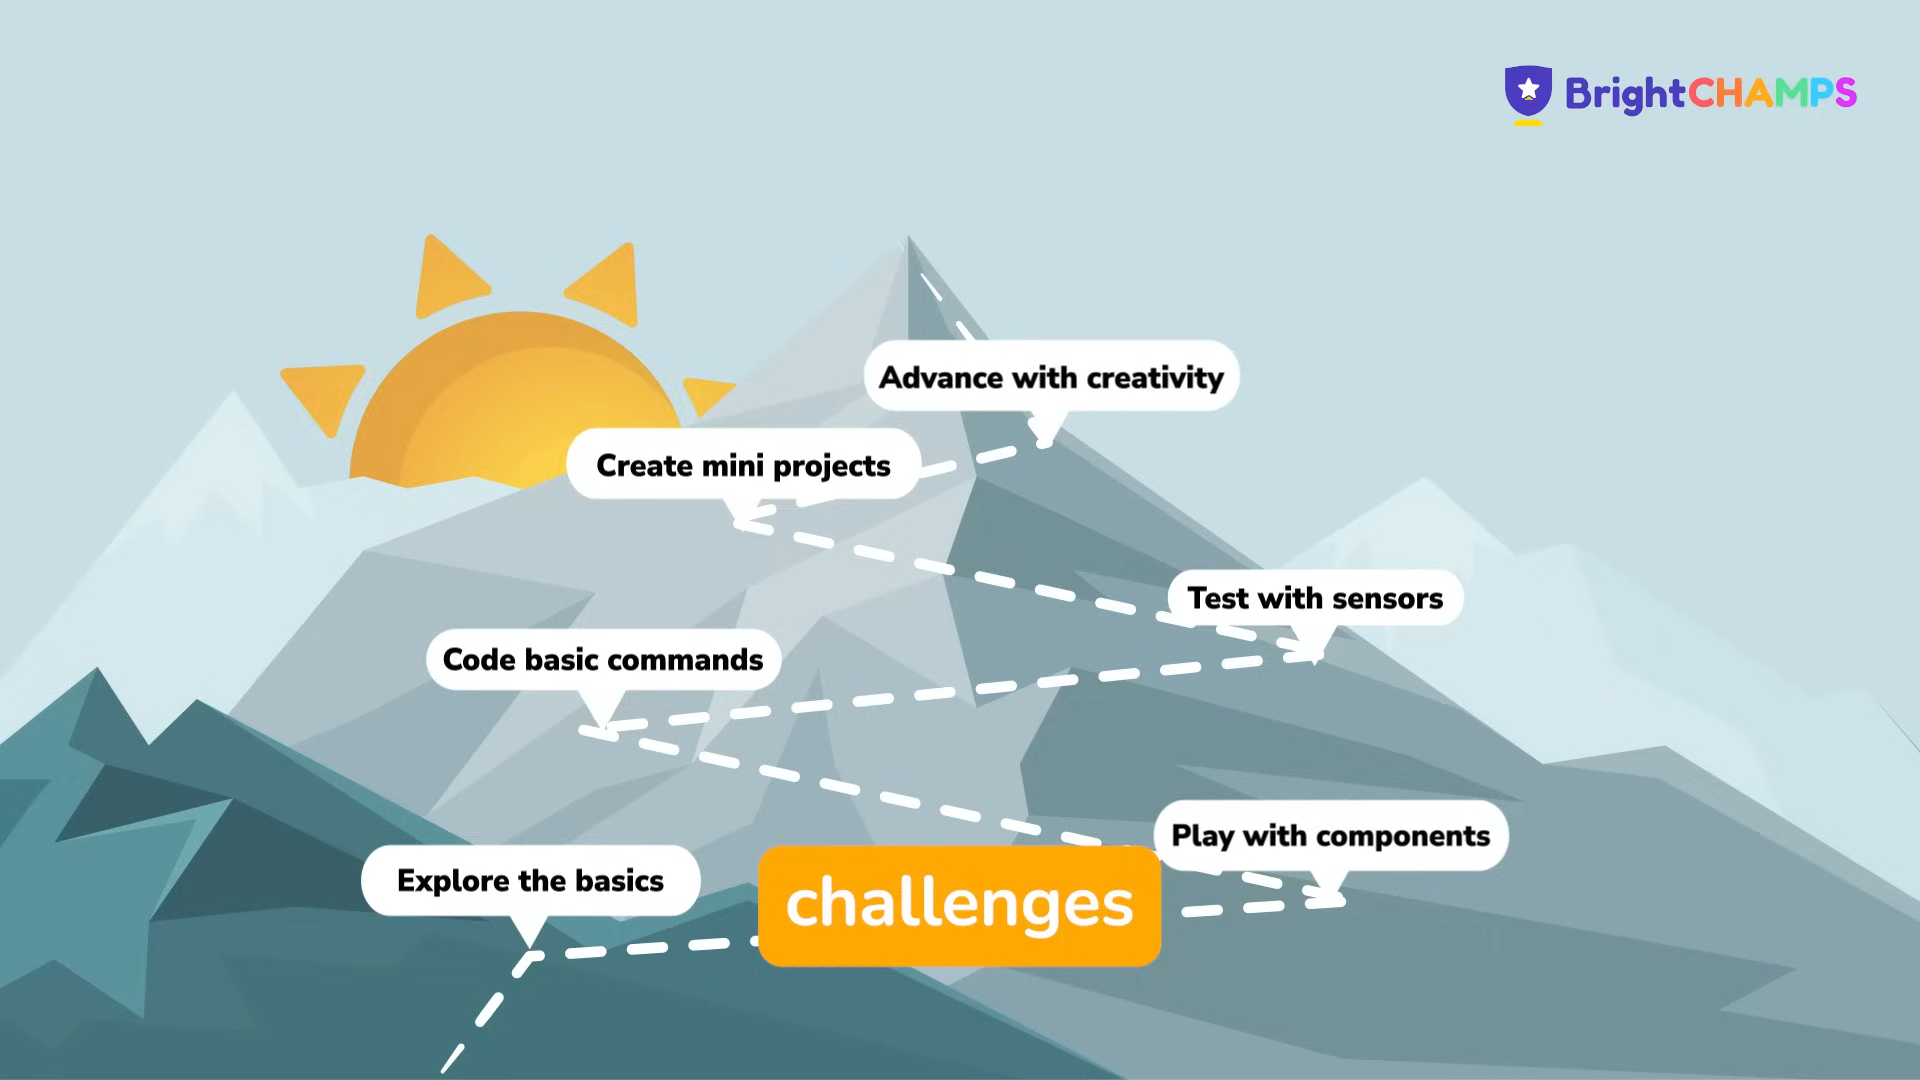 BrightCHAMPS
Advance with creativity
Create mini projects
Test with sensors
Code basic commands
Play with components
Explore the basics
challenges